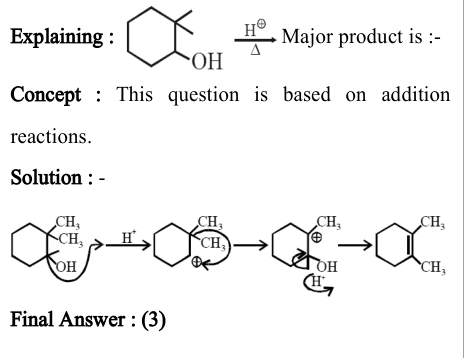 Explaining : OH H⊕ Δ Major product is :-
Concept : This question is based on addition
reactions.
Solution : -
CH₃ CH₃ CH₃ CH₃
CH₃ H⁺ CH₃ ⊕
OH ⊕ OH CH₃
H⁺
Final Answer : (3)